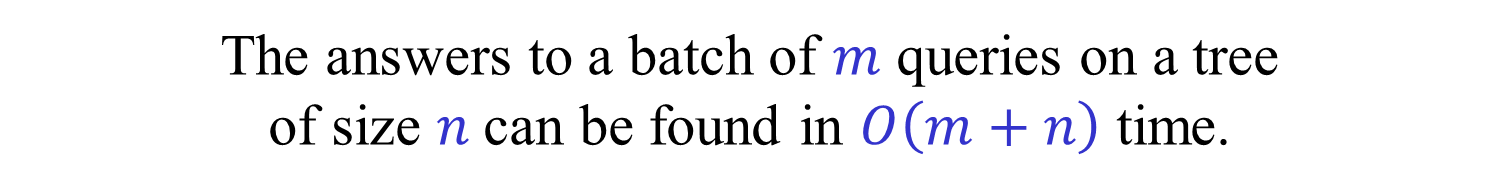 The answers to a batch of m queries on a tree
of size n can be found in O(m + n) time.